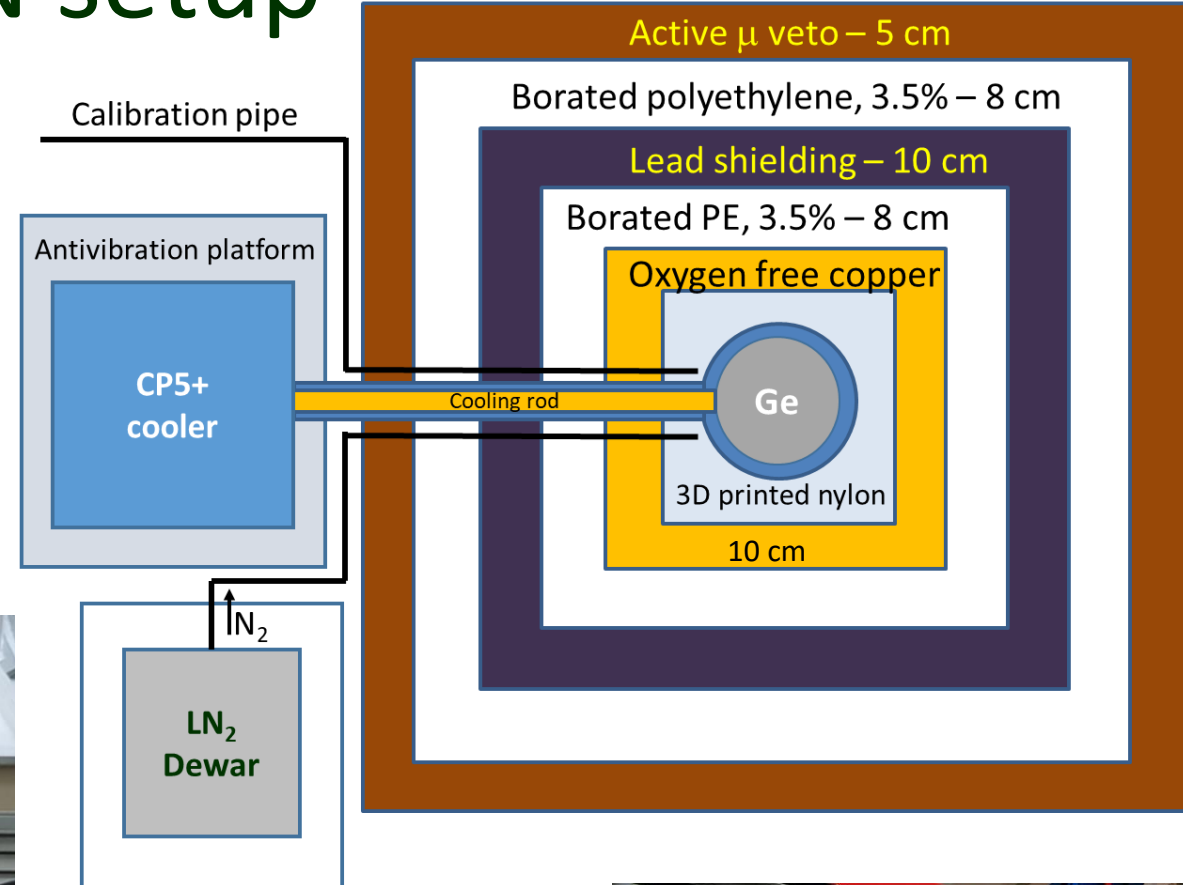 N setup
Active μ veto – 5 cm
Borated polyethylene, 3.5% – 8 cm
Calibration pipe
Lead shielding – 10 cm
Borated PE, 3.5% – 8 cm
Antivibration platform
Oxygen free copper
CP5+
cooler
Cooling rod
Ge
3D printed nylon
10 cm
N₂
LN₂
Dewar